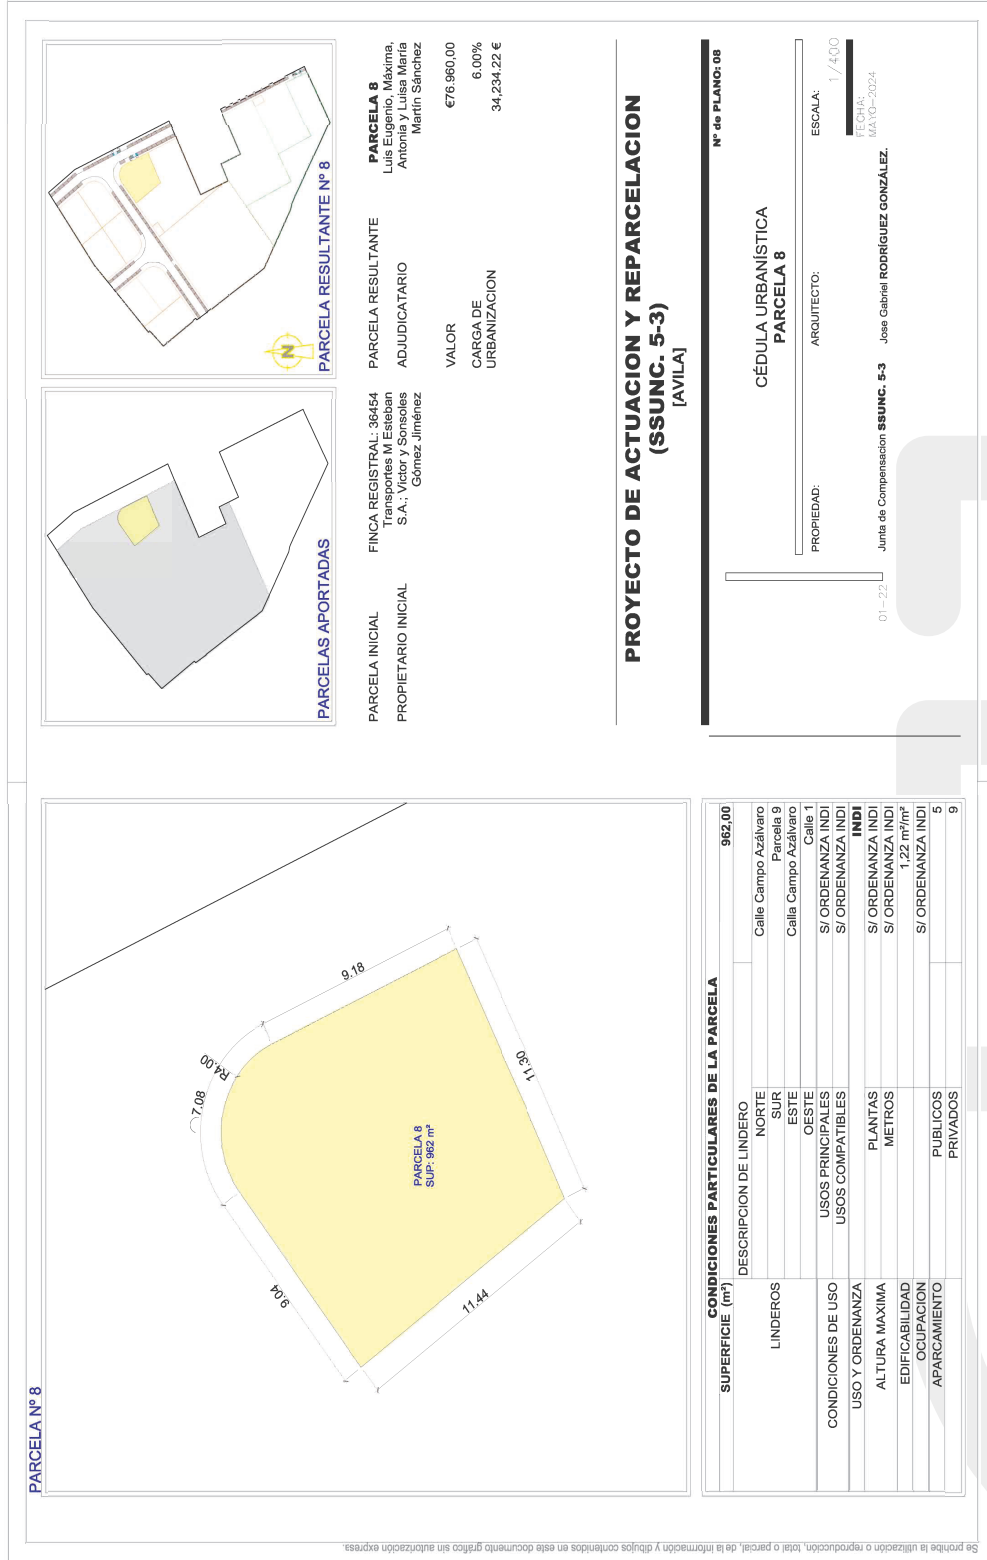 PARCELA Nº 8
9.04
7.08
R4.00
9.18
11.30
11.44
PARCELA 8
SUP: 962 m²
PARCELAS APORTADAS
PARCELA RESULTANTE Nº 8
N
PARCELA INICIAL FINCA REGISTRAL: 36454
PROPIETARIO INICIAL Transportes M Esteban
S.A.; Victor y Sonsoles
Gómez Jiménez
PARCELA RESULTANTE PARCELA 8
ADJUDICATARIO Luis Eugenio, Máxima,
Antonia y Luisa María
Martín Sánchez
VALOR €76.960,00
CARGA DE 6.00%
URBANIZACION 34,234.22 €
PROYECTO DE ACTUACION Y REPARCELACION
(SSUNC. 5-3)
[AVILA]
CONDICIONES PARTICULARES DE LA PARCELA
SUPERFICIE (m²) 962,00
DESCRIPCION DE LINDERO
LINDEROS
NORTE Calle Campo Azálvaro
SUR Parcela 9
ESTE Calla Campo Azálvaro
OESTE Calle 1
CONDICIONES DE USO
USOS PRINCIPALES S/ ORDENANZA INDI
USOS COMPATIBLES S/ ORDENANZA INDI
USO Y ORDENANZA INDI
ALTURA MAXIMA
PLANTAS S/ ORDENANZA INDI
METROS S/ ORDENANZA INDI
EDIFICABILIDAD 1,22 m²/m²
OCUPACION S/ ORDENANZA INDI
APARCAMIENTO PUBLICOS 5
PRIVADOS 9
Nº de PLANO: 08
CÉDULA URBANÍSTICA
PARCELA 8
PROPIEDAD: ARQUITECTO: ESCALA:
1/400
FECHA:
MAYO-2024
Junta de Compensacion SSUNC. 5-3 Jose Gabriel RODRÍGUEZ GONZÁLEZ.
01-22
Se prohibe la utilización o reproducción, total o parcial, de la información y dibujos contenidos en este documento gráfico sin autorización expresa.